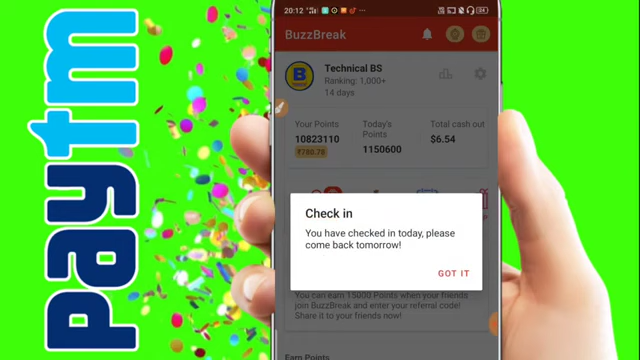 paytm
20:12
BuzzBreak
Technical BS
Ranking: 1,000+
14 days
Your Points
Today's Points
Total cash out
10823110
1150600
$6.54
₹786.78
Check in
You have checked in today, please
come back tomorrow!
GOT IT
You can earn 15000 Points when your friends
join BuzzBreak and enter your referral code!
Share it to your friends now!
Earn Points